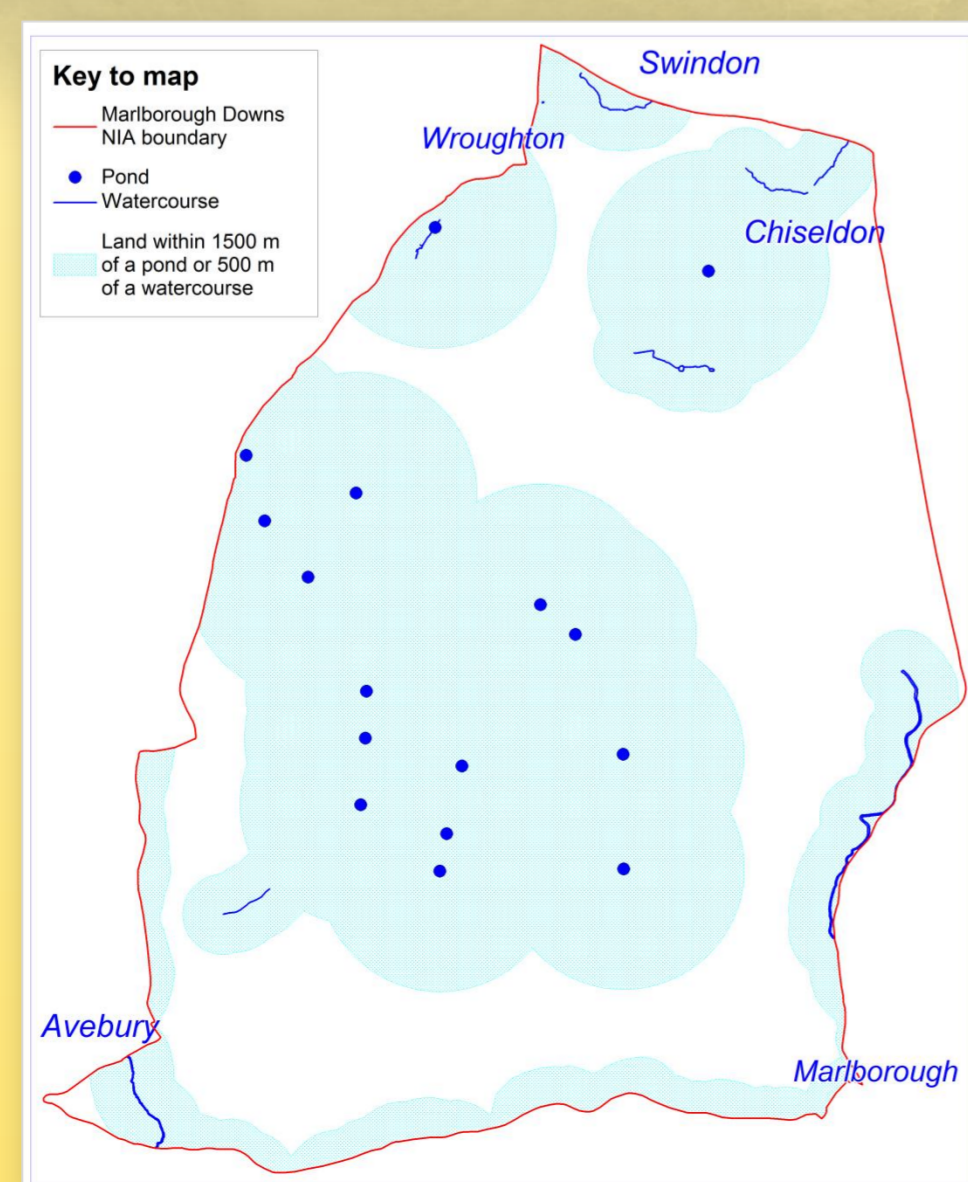 Key to map
Marlborough Downs
NIA boundary
Pond
Watercourse
Land within 1500 m
of a pond or 500 m
of a watercourse
Swindon
Wroughton
Chiseldon
Avebury
Marlborough